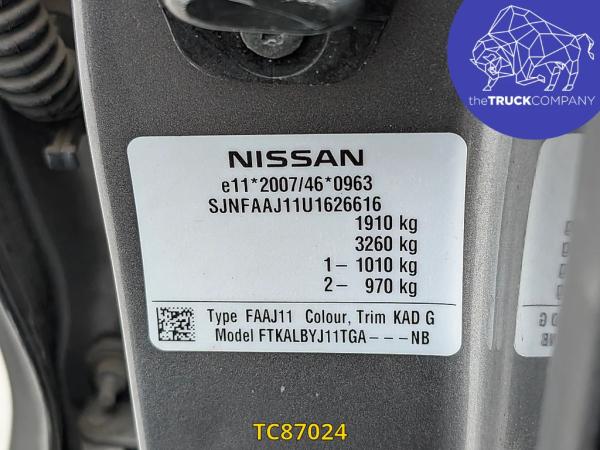 theTRUCKCOMPANY
NISSAN
e11*2007/46*0963
SJNFAAJ11U1626616
1910 kg
3260 kg
1– 1010 kg
2– 970 kg
Type FAAJ11 Colour, Trim KAD G
Model FTKALBYJ11TGA---NB
D G
NB
TC87024